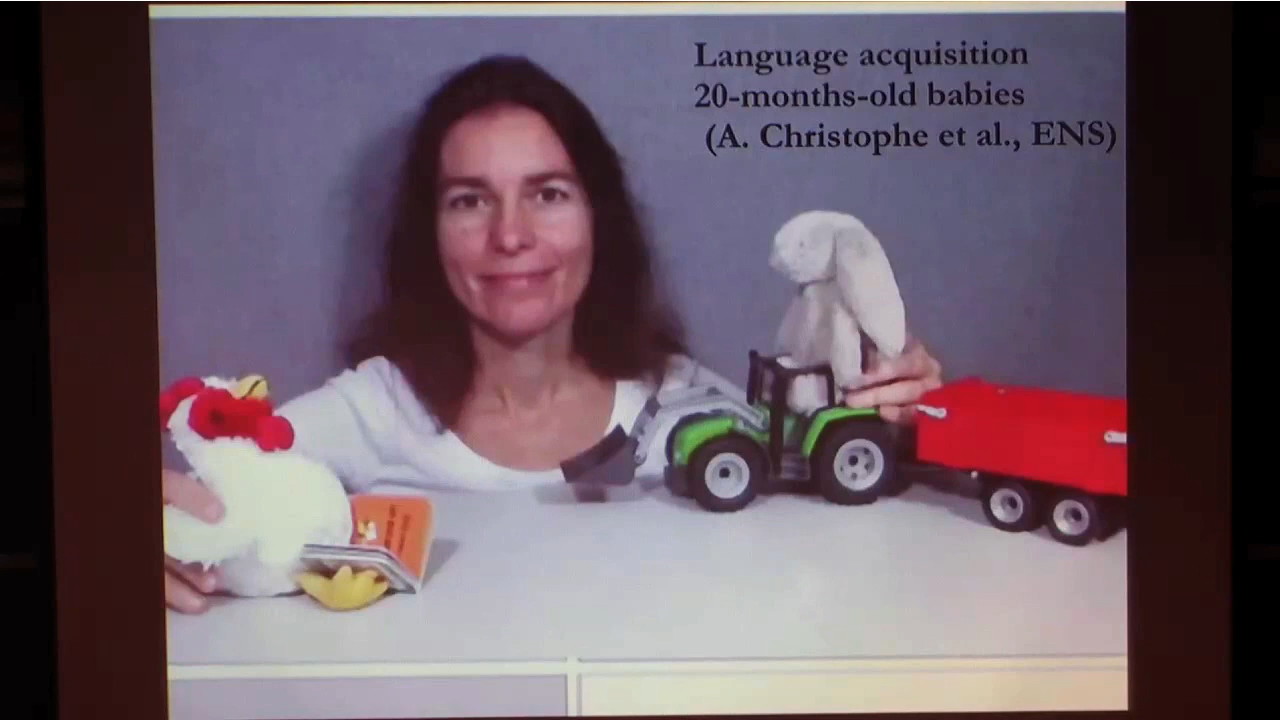 Language acquisition
20-months-old babies
(A. Christophe et al., ENS)